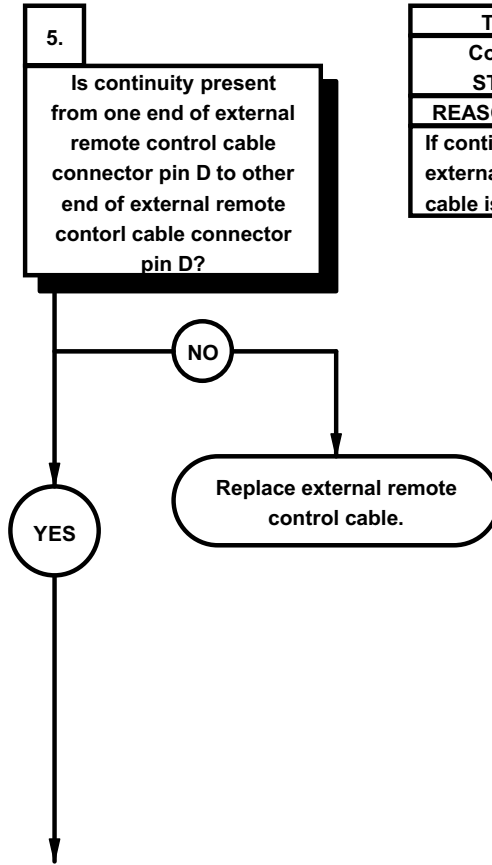 5.
Is continuity present
from one end of external
remote control cable
connector pin D to other
end of external remote
contorl cable connector
pin D?
NO
Replace external remote
control cable.
YES
T
Co
ST
REASO
If conti
externa
cable is